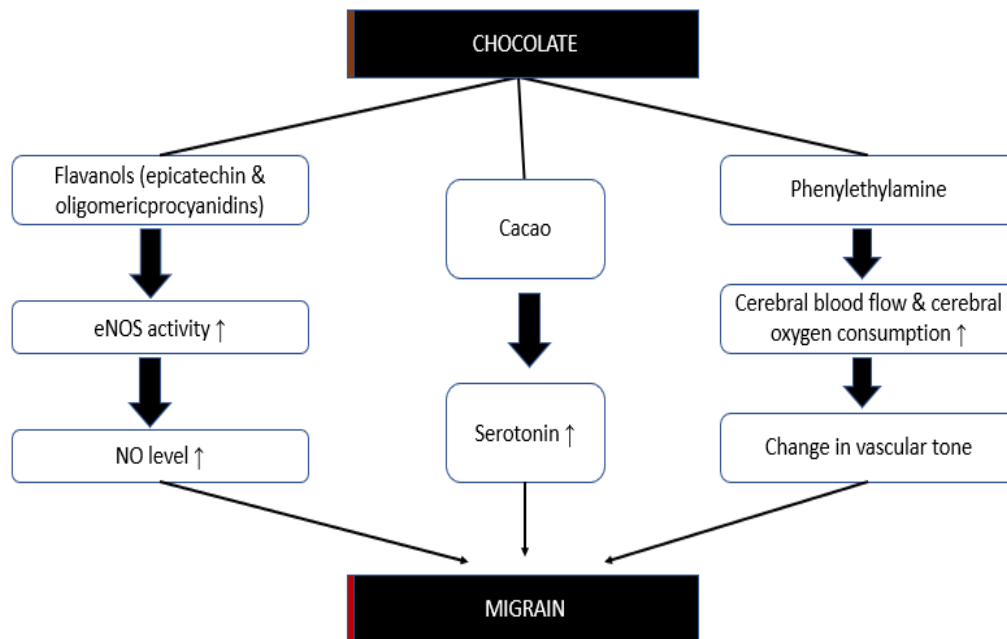 CHOCOLATE
Flavanols (epicatechin &
oligomericprocyanidins)
eNOS activity ↑
NO level ↑
Cacao
Serotonin ↑
Phenylethylamine
Cerebral blood flow & cerebral
oxygen consumption ↑
Change in vascular tone
MIGRAIN